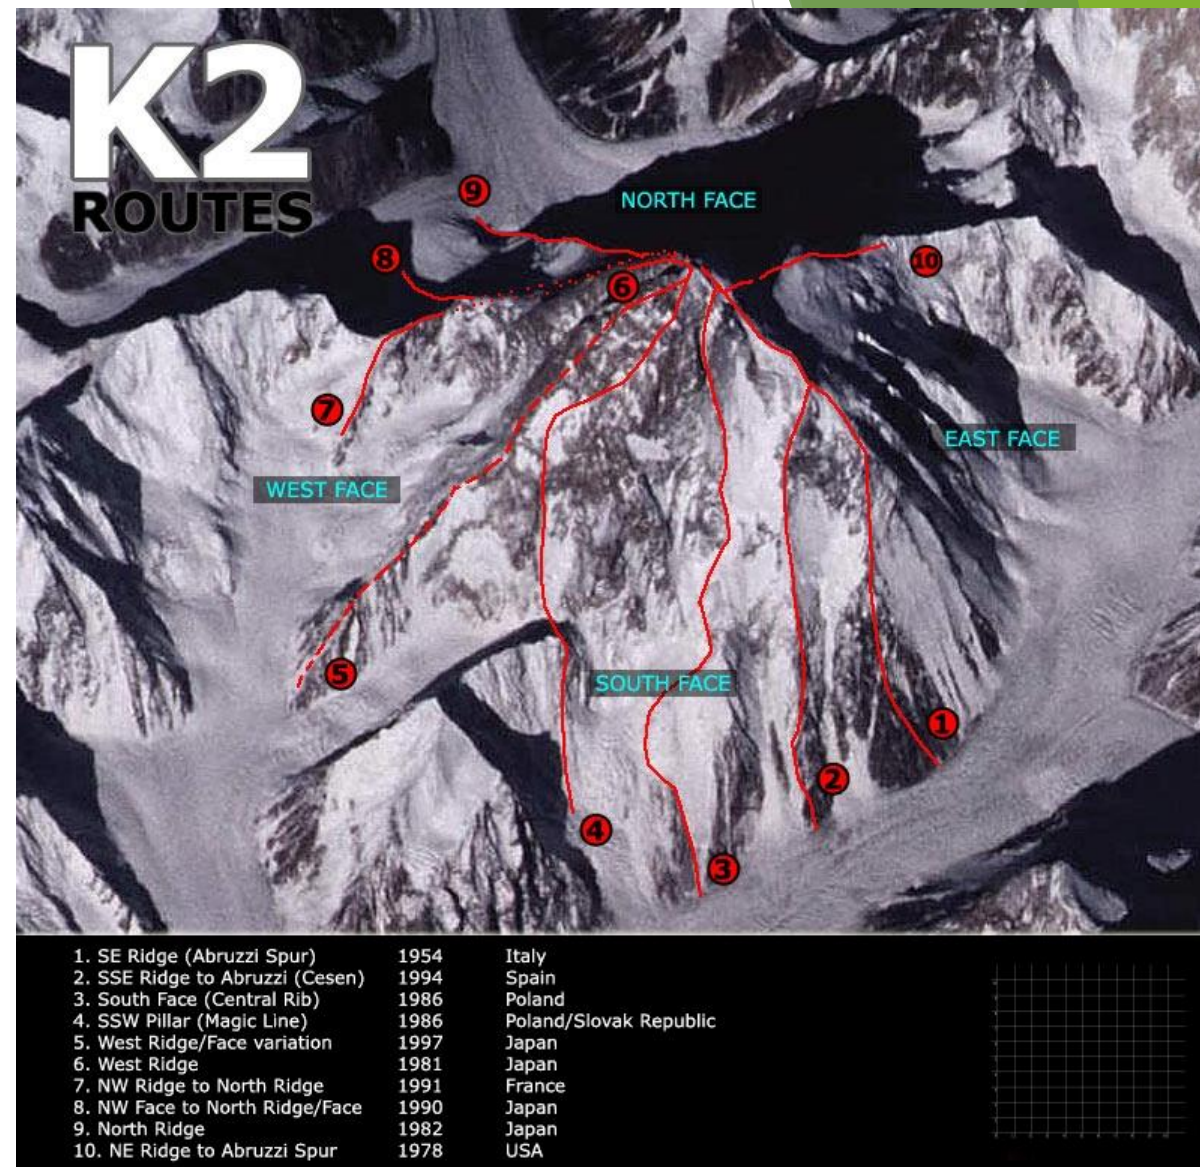 K2
ROUTES
9
NORTH FACE
8
10
6
7
EAST FACE
WEST FACE
5
SOUTH FACE
1
2
4
3
1. SE Ridge (Abruzzi Spur) 1954 Italy
2. SSE Ridge to Abruzzi (Cesen) 1994 Spain
3. South Face (Central Rib) 1986 Poland
4. SSW Pillar (Magic Line) 1986 Poland/Slovak Republic
5. West Ridge/Face variation 1997 Japan
6. West Ridge 1981 Japan
7. NW Ridge to North Ridge 1991 France
8. NW Face to North Ridge/Face 1990 Japan
9. North Ridge 1982 Japan
10. NE Ridge to Abruzzi Spur 1978 USA